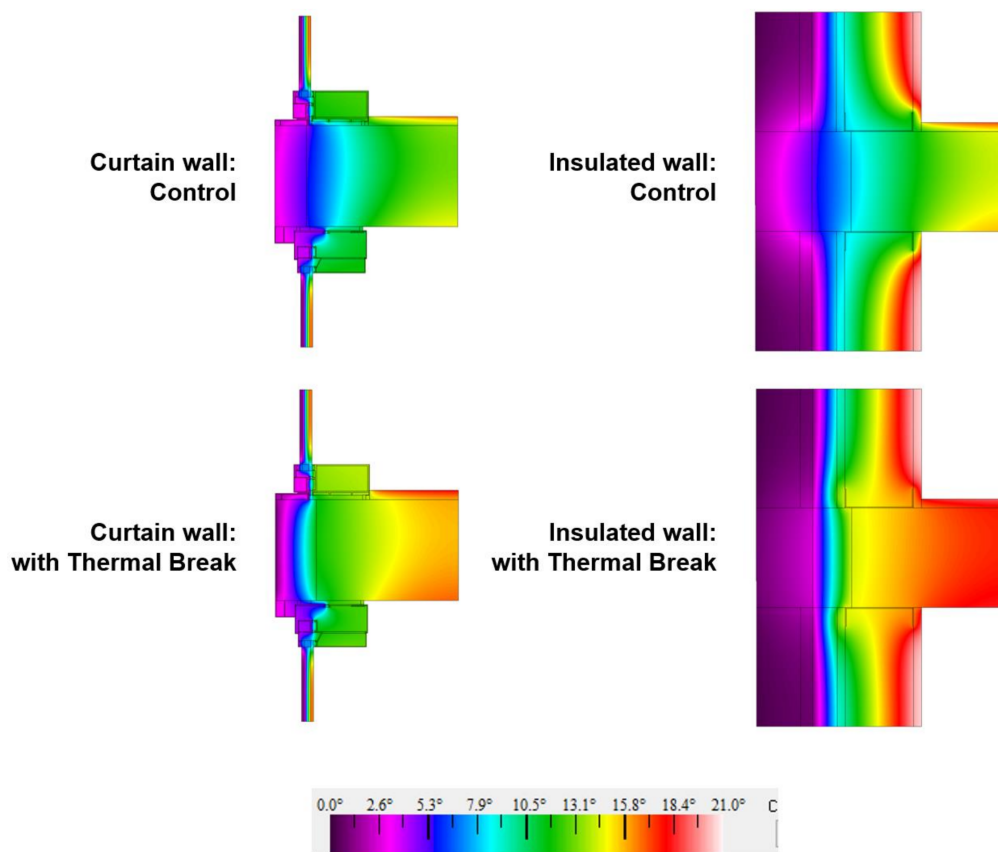 Curtain wall:
Control
Insulated wall:
Control
Curtain wall:
with Thermal Break
Insulated wall:
with Thermal Break
0.0° 2.6° 5.3° 7.9° 10.5° 13.1° 15.8° 18.4° 21.0° C